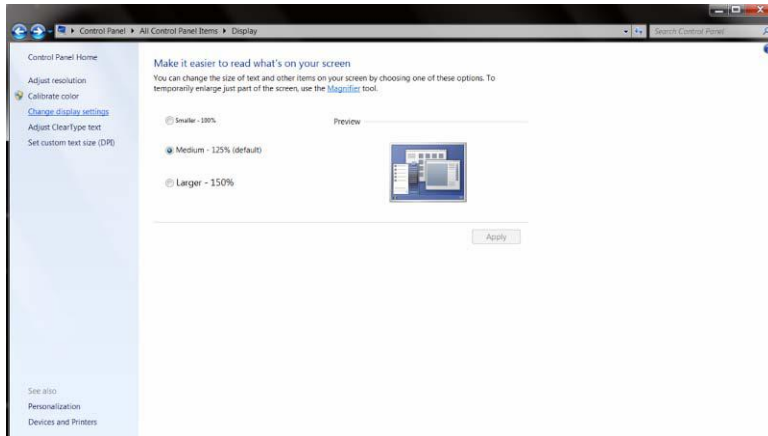 Control Panel ▸ All Control Panel Items ▸ Display
Search Control Panel
Control Panel Home
Adjust resolution
Calibrate color
Change display settings
Adjust ClearType text
Set custom text size (DPI)
Make it easier to read what's on your screen
You can change the size of text and other items on your screen by choosing one of these options. To
temporarily enlarge just part of the screen, use the Magnifier tool.
Smaller - 100%
Preview
Medium - 125% (default)
Larger - 150%
Apply
See also
Personalization
Devices and Printers